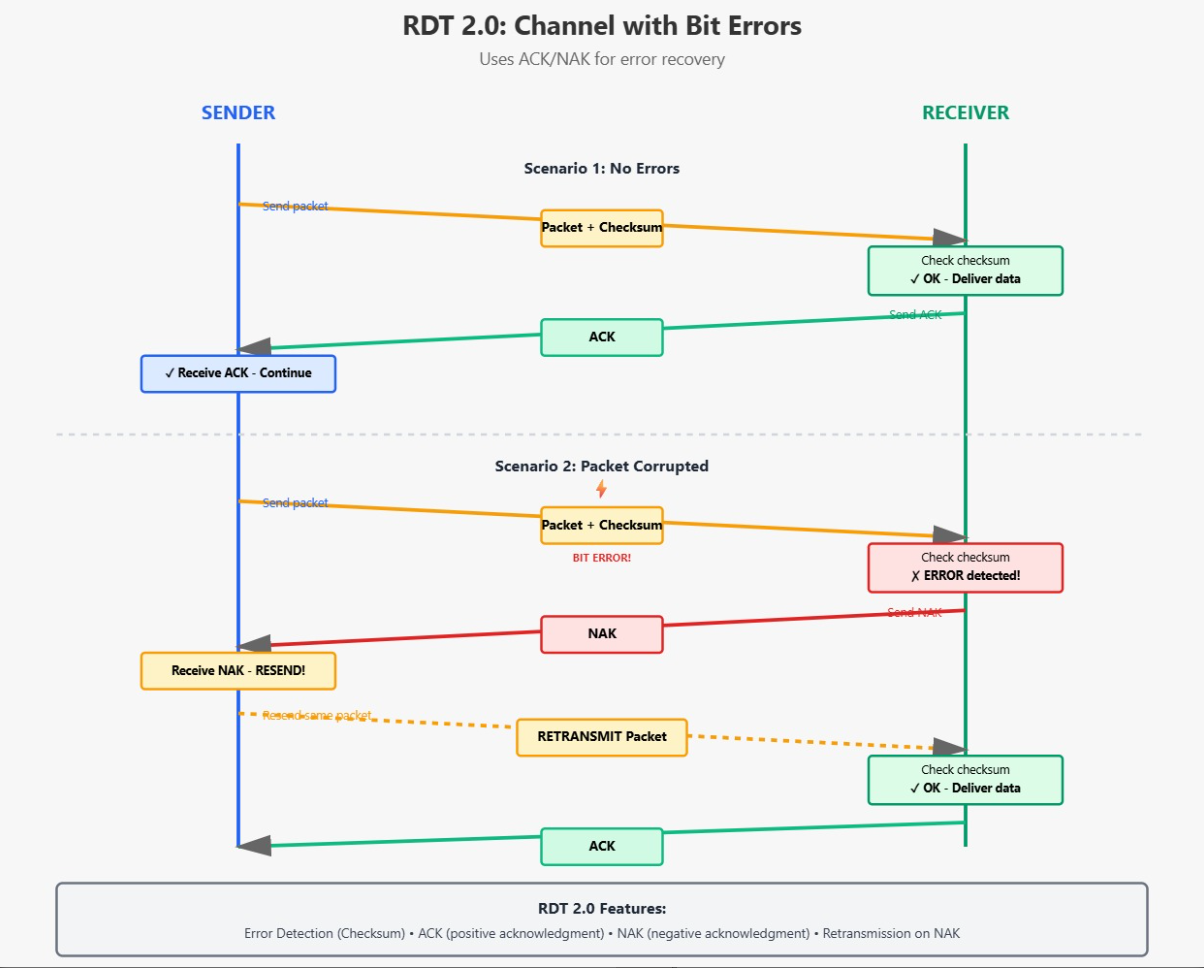 RDT 2.0: Channel with Bit Errors
Uses ACK/NAK for error recovery
SENDER
RECEIVER
Scenario 1: No Errors
Send packet
Packet + Checksum
Check checksum
✓ OK - Deliver data
Send ACK
ACK
✓ Receive ACK - Continue
Scenario 2: Packet Corrupted
Send packet
Packet + Checksum
BIT ERROR!
Check checksum
✗ ERROR detected!
Send NAK
NAK
Receive NAK - RESEND!
Resend same packet
RETRANSMIT Packet
Check checksum
✓ OK - Deliver data
ACK
RDT 2.0 Features:
Error Detection (Checksum) • ACK (positive acknowledgment) • NAK (negative acknowledgment) • Retransmission on NAK